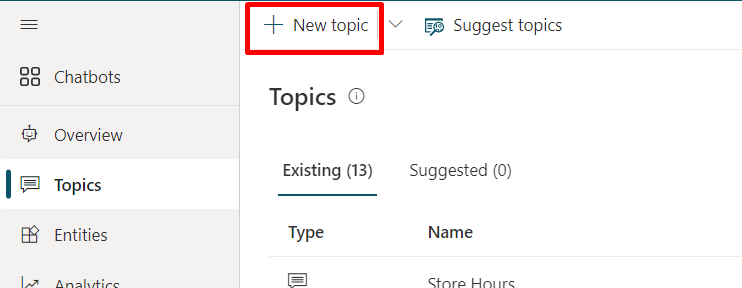 New topic
Suggest topics
Chatbots
Topics
Overview
Existing (13)
Suggested (0)
Topics
Entities
Type
Name
Analytics
Store Hours